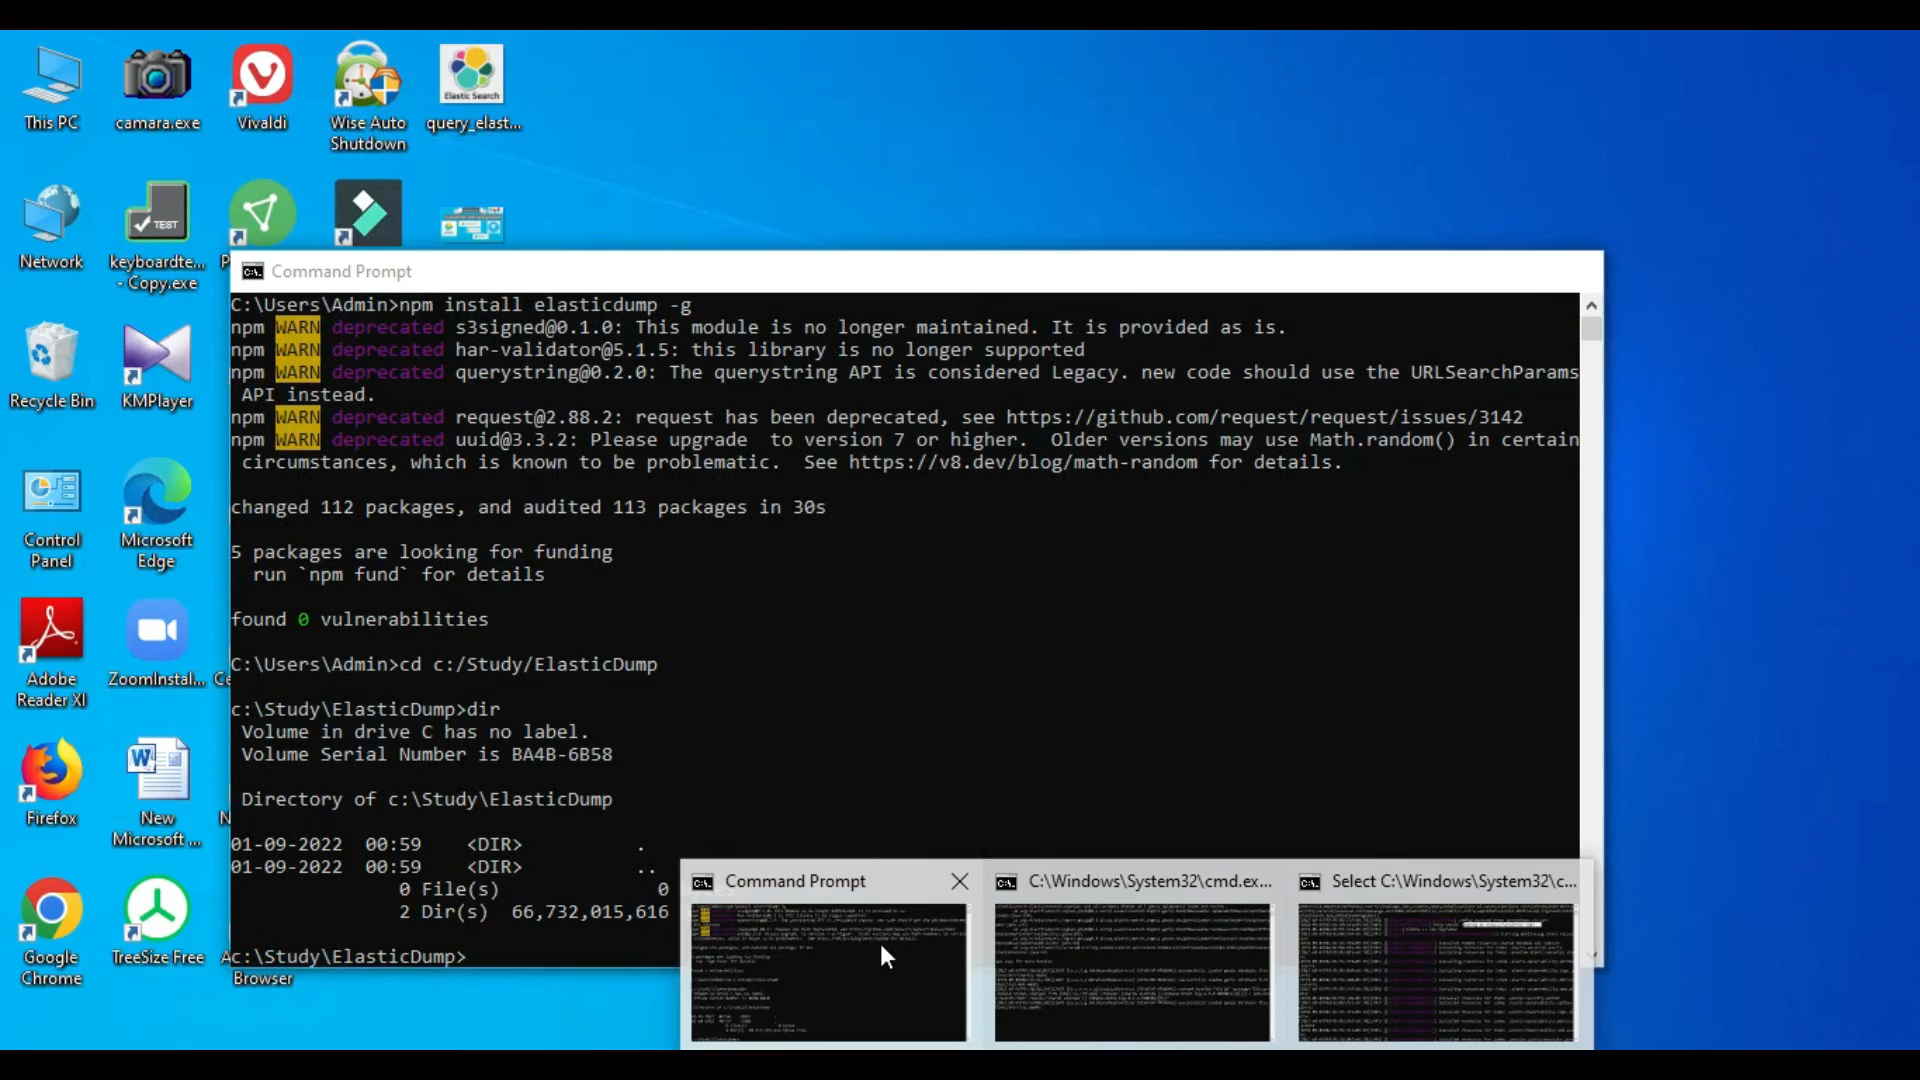 This PC
camara.exe
Vivaldi
Wise Auto
Shutdown
Elastic Search
query_elast...
TEST
Network
keyboardte...
- Copy.exe
P
Command Prompt
C:\Users\Admin>npm install elasticdump -g
npm WARN deprecated s3signed@0.1.0: This module is no longer maintained. It is provided as is.
npm WARN deprecated har-validator@5.1.5: this library is no longer supported
npm WARN deprecated querystring@0.2.0: The querystring API is considered Legacy. new code should use the URLSearchParams
API instead.
npm WARN deprecated request@2.88.2: request has been deprecated, see https://github.com/request/request/issues/3142
npm WARN deprecated uuid@3.3.2: Please upgrade  to version 7 or higher.  Older versions may use Math.random() in certain
circumstances, which is known to be problematic.  See https://v8.dev/blog/math-random for details.
changed 112 packages, and audited 113 packages in 30s
5 packages are looking for funding
run `npm fund` for details
found 0 vulnerabilities
C:\Users\Admin>cd c:/Study/ElasticDump
c:\Study\ElasticDump>dir
Volume in drive C has no label.
Volume Serial Number is BA4B-6B58
Directory of c:\Study\ElasticDump
01-09-2022  00:59    <DIR>          .
01-09-2022  00:59    <DIR>          ..
0 File(s)              0
2 Dir(s)  66,732,015,616
c:\Study\ElasticDump>
Recycle Bin
KMPlayer
Control
Panel
Microsoft
Edge
Adobe
Reader XI
ZoomInstal...
Ce
Firefox
New
Microsoft ...
N
Google
Chrome
TreeSize Free
A
Browser
Command Prompt
C:\Windows\System32\cmd.ex...
Select C:\Windows\System32\c...